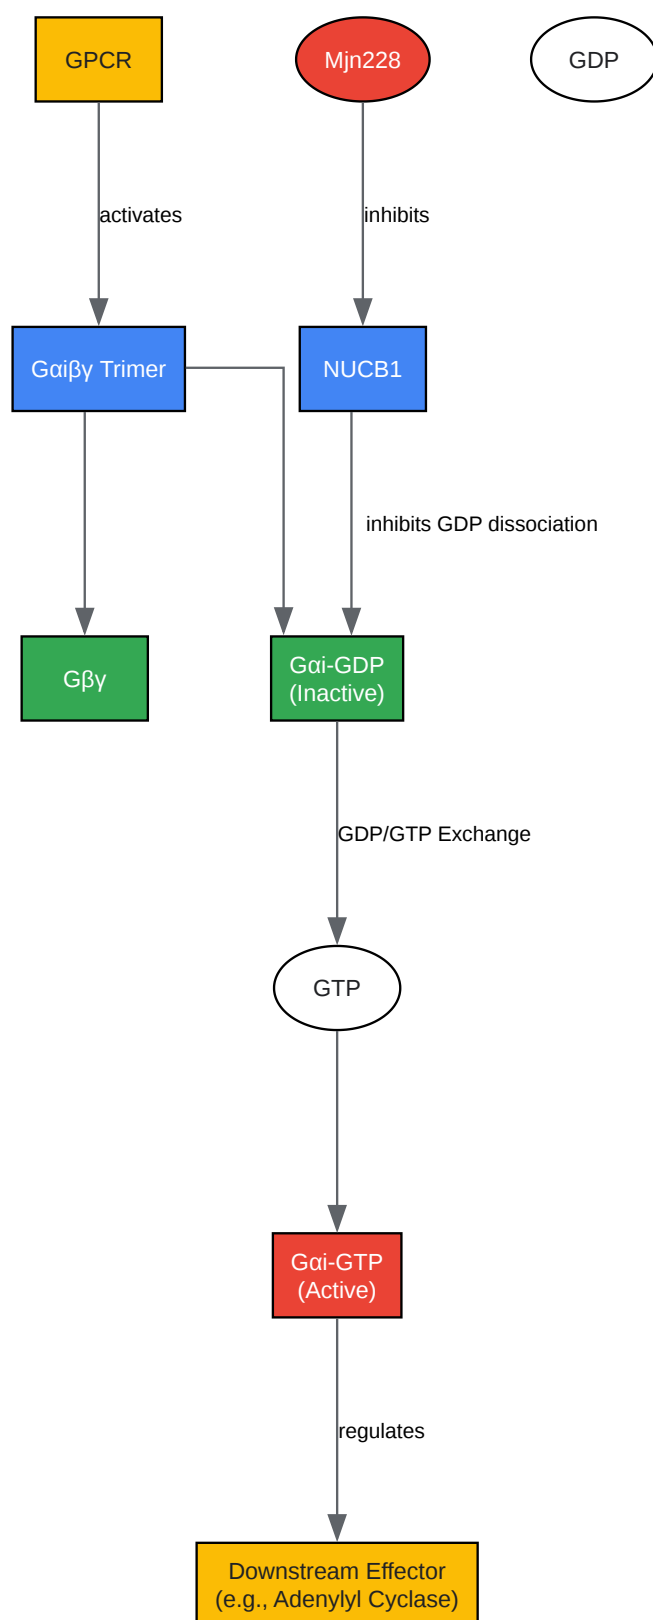 GPCR
Mjn228
GDP
activates
inhibits
Gαiβγ Trimer
NUCB1
inhibits GDP dissociation
Gβγ
Gαi-GDP
(Inactive)
GDP/GTP Exchange
GTP
Gαi-GTP
(Active)
regulates
Downstream Effector
(e.g., Adenylyl Cyclase)